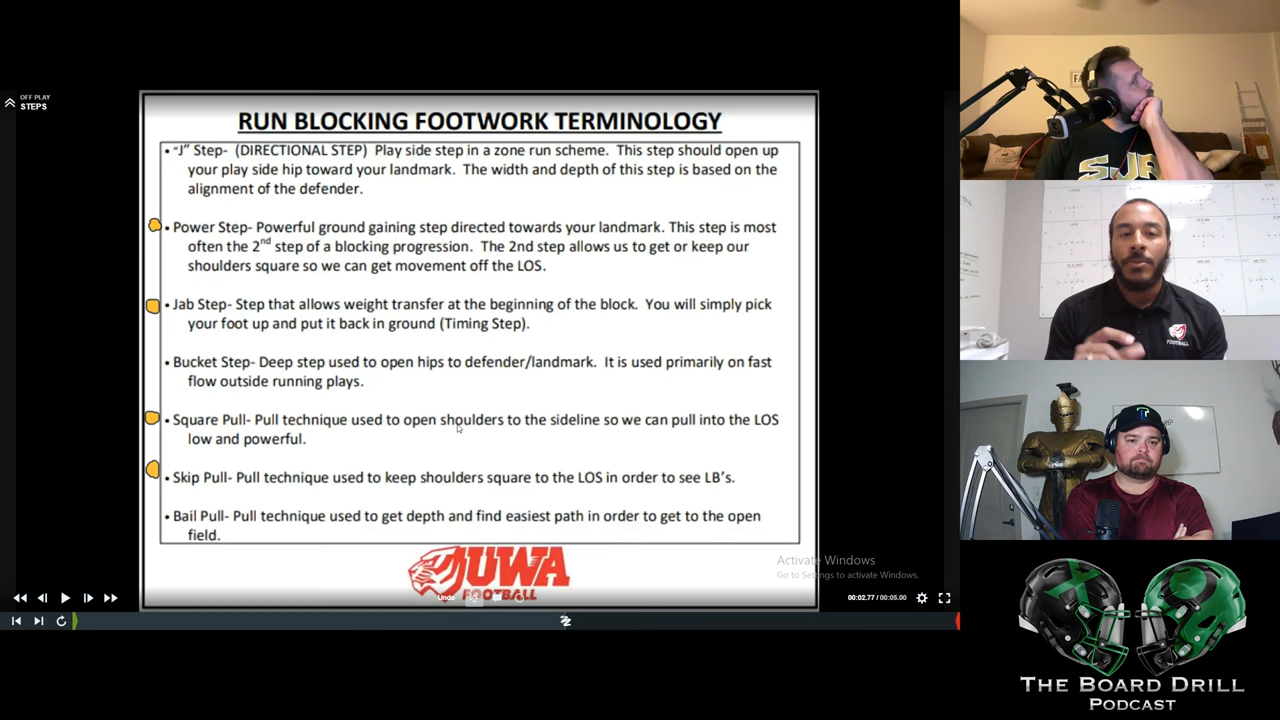 OFF PLAY
STEPS
RUN BLOCKING FOOTWORK TERMINOLOGY
• "J" Step- (DIRECTIONAL STEP) Play side step in a zone run scheme. This step should open up
your play side hip toward your landmark. The width and depth of this step is based on the
alignment of the defender.
• Power Step- Powerful ground gaining step directed towards your landmark. This step is most
often the 2nd step of a blocking progression. The 2nd step allows us to get or keep our
shoulders square so we can get movement off the LOS.
• Jab Step- Step that allows weight transfer at the beginning of the block. You will simply pick
your foot up and put it back in ground (Timing Step).
• Bucket Step- Deep step used to open hips to defender/landmark. It is used primarily on fast
flow outside running plays.
• Square Pull- Pull technique used to open shoulders to the sideline so we can pull into the LOS
low and powerful.
• Skip Pull- Pull technique used to keep shoulders square to the LOS in order to see LB's.
• Bail Pull- Pull technique used to get depth and find easiest path in order to get to the open
field.
UWA
FOOTBALL
Undo
Activate Windows
Go to Settings to activate Windows.
00:02.77 / 00:05.00
FOOTBALL
THE BOARD DRILL
PODCAST